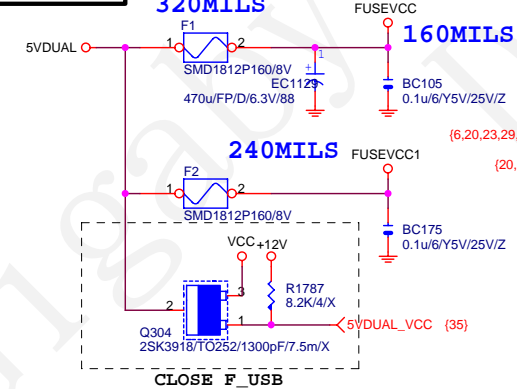 320MILS
FUSEVCC
F1
160MILS
5VDUAL
1
2
SMD1812P160/8V
+
1
EC1129
BC105
470u/FP/D/6.3V/88
0.1u/6/Y5V/25V/Z
{6,20,23,29,
240MILS
FUSEVCC1
{20,
F2
1
2
SMD1812P160/8V
BC175
VCC
+12V
0.1u/6/Y5V/25V/Z
3
R1787
2
8.2K/4/X
1
5VDUAL_VCC {35}
Q304
2SK3918/TO252/1300pF/7.5m/X
CLOSE F_USB